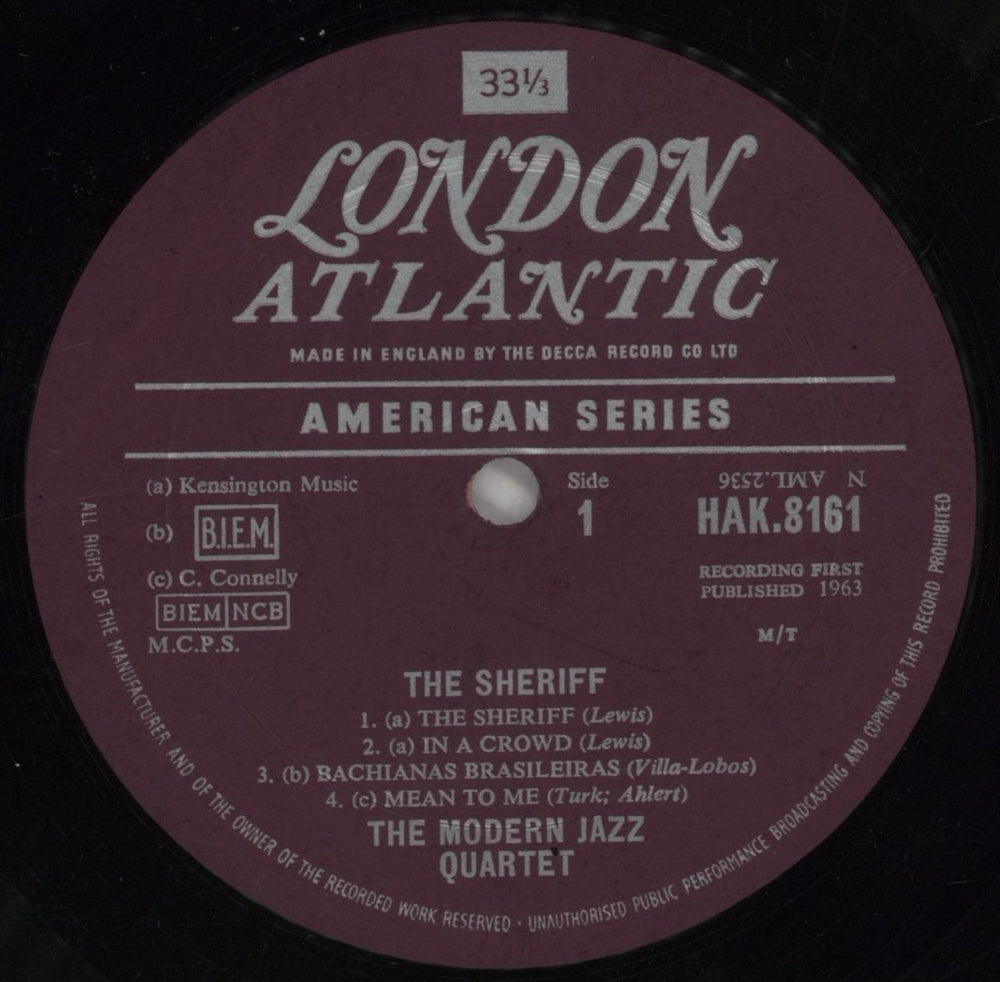 33⅓
LONDON
ATLANTIC
MADE IN ENGLAND BY THE DECCA RECORD CO LTD
AMERICAN SERIES
(a) Kensington Music
(b) B.I.E.M.
(c) C. Connelly
BIEM NCB
M.C.P.S.
Side
1
N AML.2536
HAK.8161
RECORDING FIRST
PUBLISHED 1963
M/T
THE SHERIFF
1. (a) THE SHERIFF (Lewis)
2. (a) IN A CROWD (Lewis)
3. (b) BACHIANAS BRASILEIRAS (Villa-Lobos)
4. (c) MEAN TO ME (Turk; Ahlert)
THE MODERN JAZZ
QUARTET
ALL RIGHTS OF THE MANUFACTURER AND OF THE OWNER OF THE RECORDED WORK RESERVED · UNAUTHORISED PUBLIC PERFORMANCE BROADCASTING AND COPYING OF THIS RECORD PROHIBITED